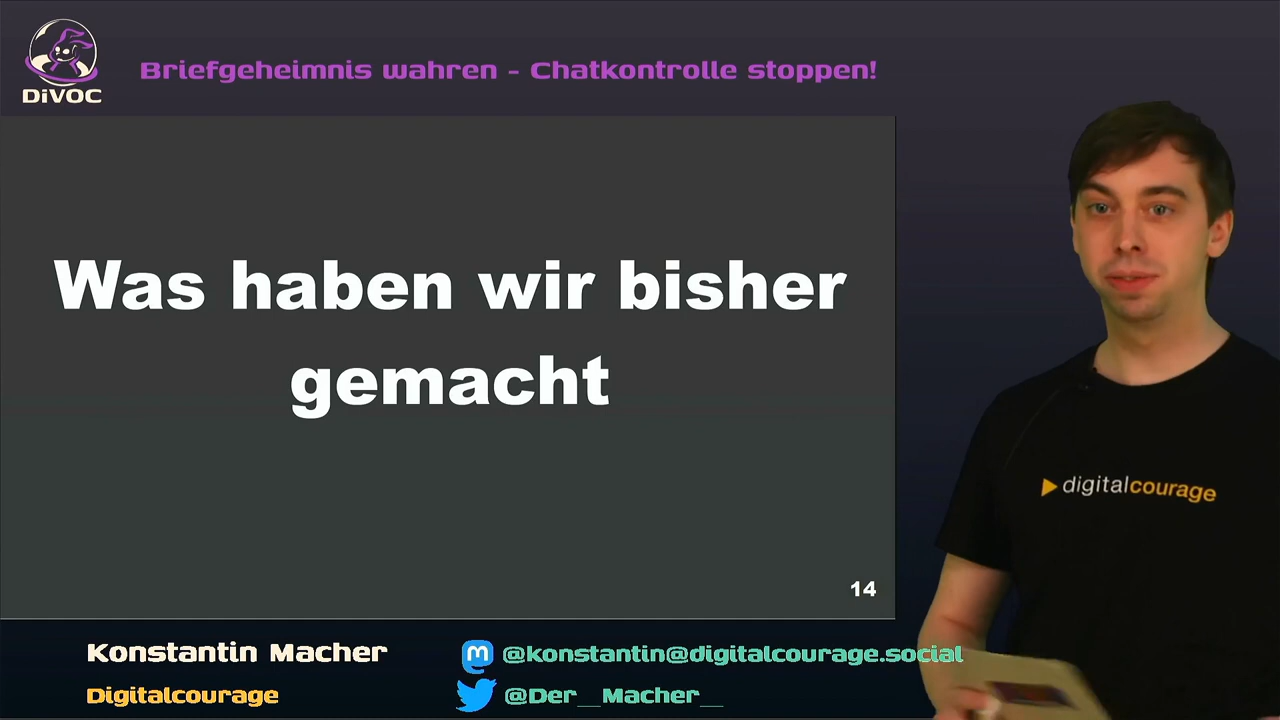 DiVOC
Briefgeheimnis wahren - Chatkontrolle stoppen!
Was haben wir bisher
gemacht
digitalcourage
14
Konstantin Macher
@konstantin@digitalcourage.social
Digitalcourage
@Der__Macher__